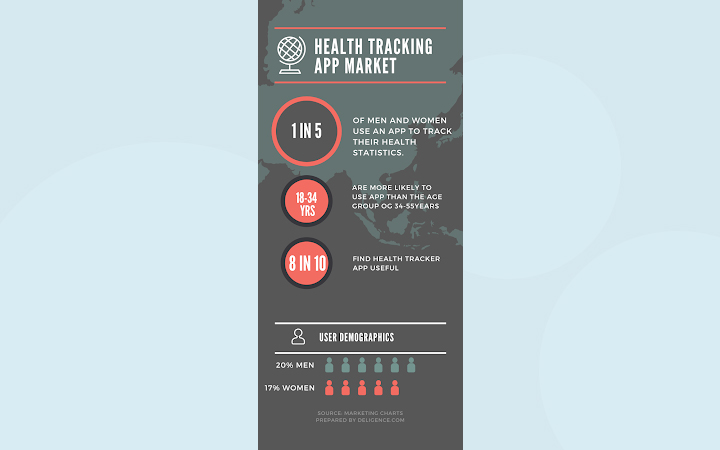 HEALTH TRACKING
APP MARKET
1 IN 5
OF MEN AND WOMEN
USE AN APP TO TRACK
THEIR HEALTH
STATISTICS.
18-34
YRS
ARE MORE LIKELY TO
USE APP THAN THE AGE
GROUP OG 34-55YEARS
8 IN 10
FIND HEALTH TRACKER
APP USEFUL
USER DEMOGRAPHICS
20% MEN
17% WOMEN
SOURCE: MARKETING CHARTS
PREPARED BY DELICENCE.COM